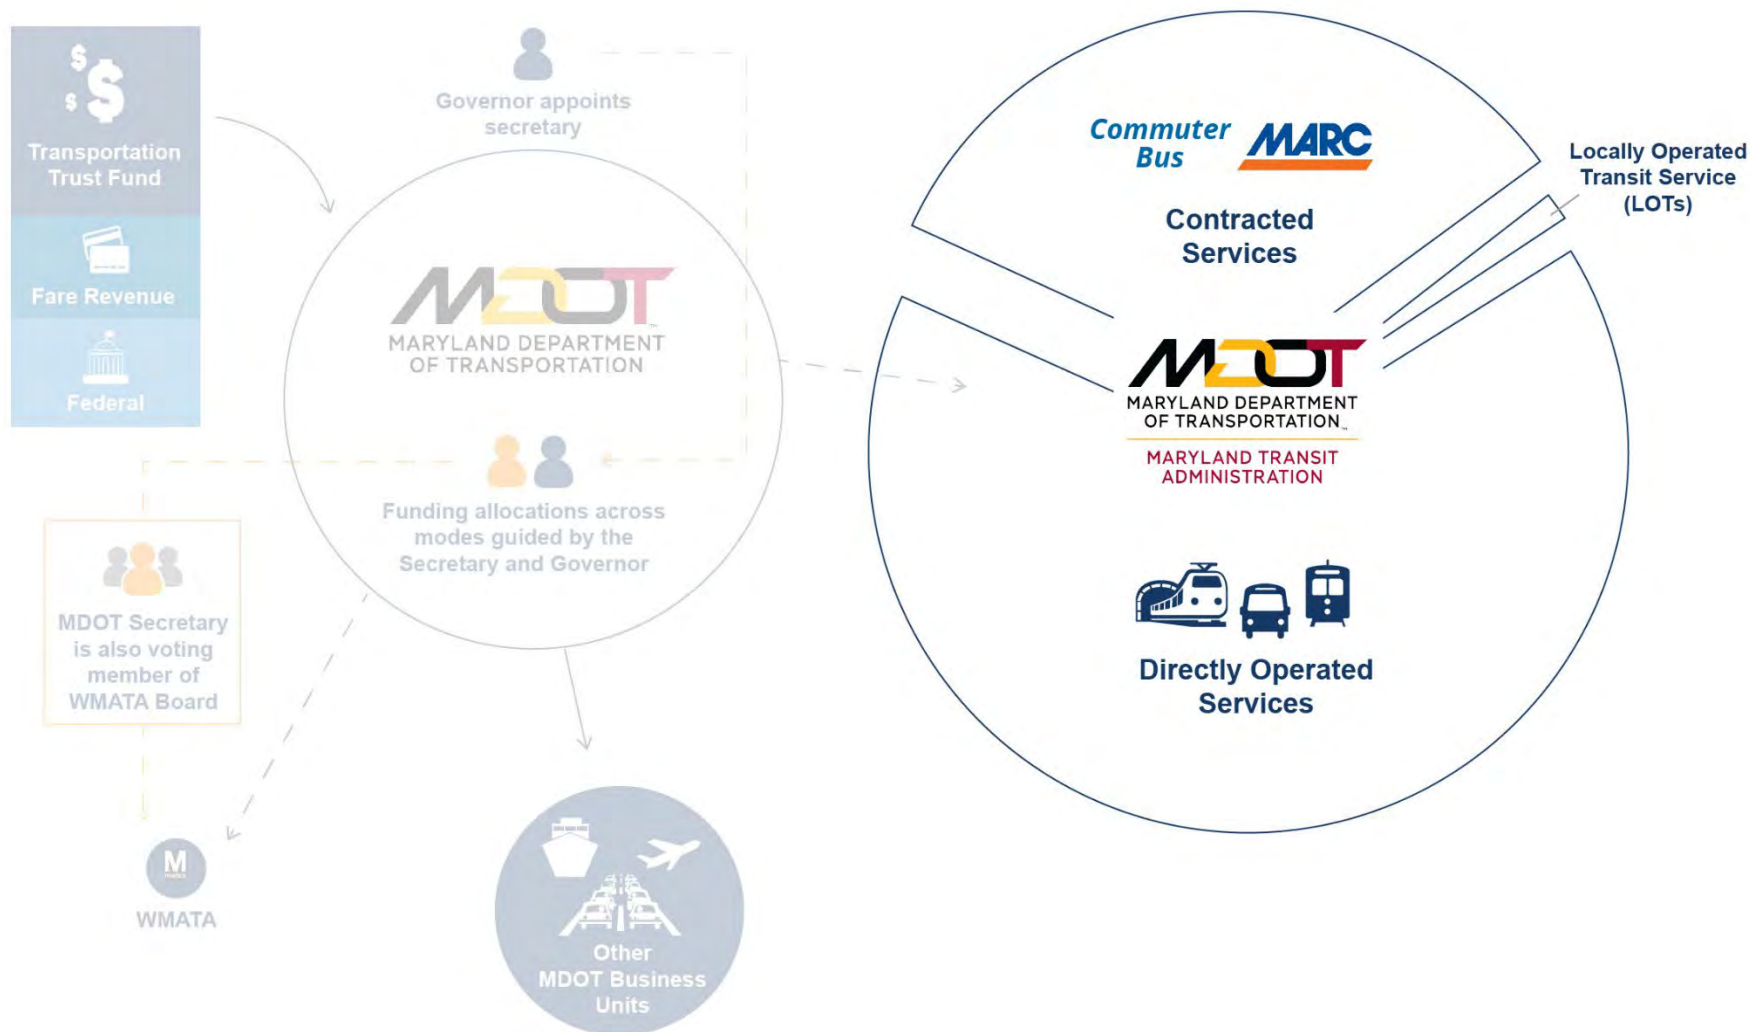 $
$
$
Transportation
Trust Fund
Fare Revenue
Federal
Governor appoints
secretary
MDOT
MARYLAND DEPARTMENT
OF TRANSPORTATION
Funding allocations across
modes guided by the
Secretary and Governor
MDOT Secretary
is also voting
member of
WMATA Board
M
metro
WMATA
Other
MDOT Business
Units
Commuter
Bus
MARC
Contracted
Services
Locally Operated
Transit Service
(LOTs)
MDOT
MARYLAND DEPARTMENT
OF TRANSPORTATION™
MARYLAND TRANSIT
ADMINISTRATION
Directly Operated
Services